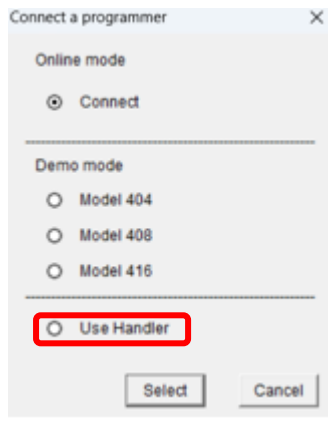 Connect a programmer
Online mode
Connect
Demo mode
Model 404
Model 408
Model 416
Use Handler
Select Cancel